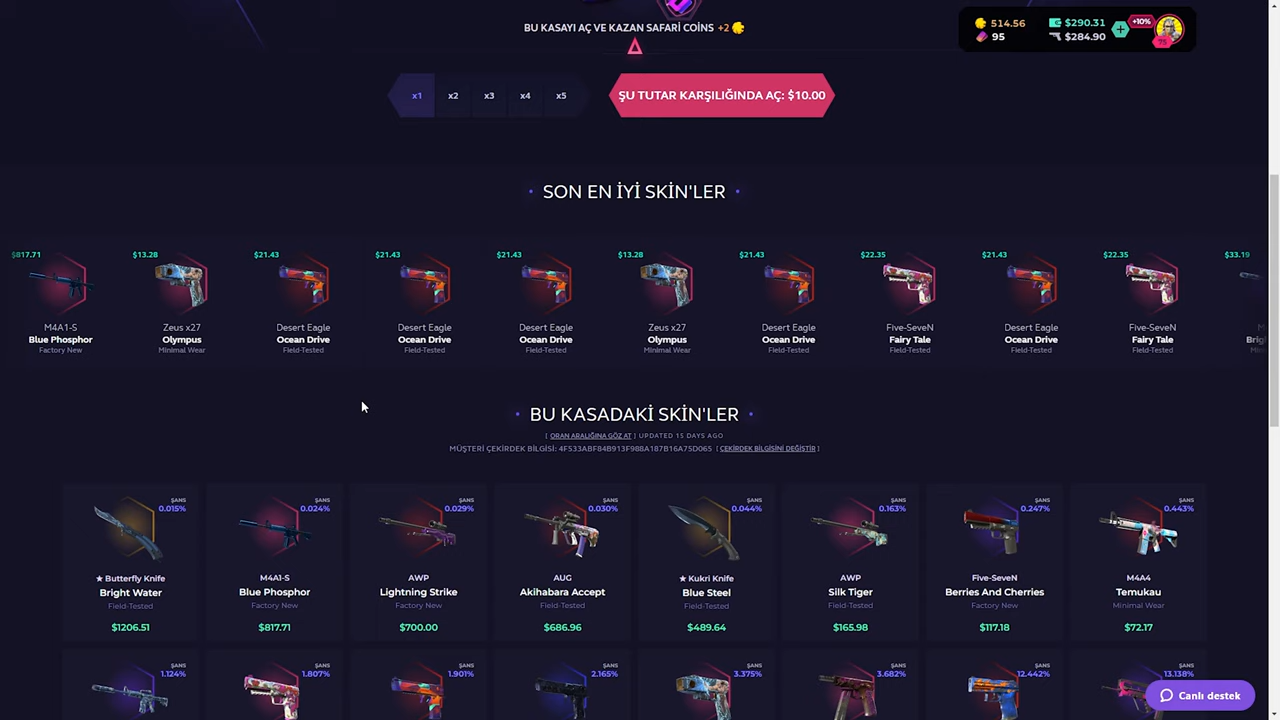 BU KASAYI AÇ VE KAZAN SAFARİ COİNS +2
514.56 $290.31 +10%
95 $284.90 75
x1 x2 x3 x4 x5 ŞU TUTAR KARŞILIĞINDA AÇ: $10.00
SON EN İYİ SKİN'LER
$817.71 $13.28 $21.43 $21.43 $21.43 $13.28 $21.43 $22.35 $21.43 $22.35 $33.19
M4A1-S Zeus x27 Desert Eagle Desert Eagle Desert Eagle Zeus x27 Desert Eagle Five-SeveN Desert Eagle Five-SeveN
Blue Phosphor Olympus Ocean Drive Ocean Drive Ocean Drive Olympus Ocean Drive Fairy Tale Ocean Drive Fairy Tale
Factory New Minimal Wear Field-Tested Field-Tested Field-Tested Minimal Wear Field-Tested Field-Tested Field-Tested Field-Tested
BU KASADAKİ SKİN'LER
[ ORAN ARALIĞINA GÖZ AT ] UPDATED 15 DAYS AGO
MÜŞTERİ ÇEKİRDEK BİLGİSİ: 4F533ABF84B913F988A187B16A75D065 [ ÇEKİRDEK BİLGİSİNİ DEĞİŞTİR ]
ŞANS ŞANS ŞANS ŞANS ŞANS ŞANS ŞANS ŞANS
0.015% 0.024% 0.029% 0.030% 0.044% 0.163% 0.247% 0.443%
★ Butterfly Knife M4A1-S AWP AUG ★ Kukri Knife AWP Five-SeveN M4A4
Bright Water Blue Phosphor Lightning Strike Akihabara Accept Blue Steel Silk Tiger Berries And Cherries Temukau
Field-Tested Factory New Factory New Field-Tested Field-Tested Field-Tested Factory New Minimal Wear
$1206.51 $817.71 $700.00 $686.96 $489.64 $165.98 $117.18 $72.17
ŞANS ŞANS ŞANS ŞANS ŞANS ŞANS ŞANS ŞANS
1.124% 1.807% 1.901% 2.165% 3.375% 3.682% 12.442% 13.138%
Canlı destek